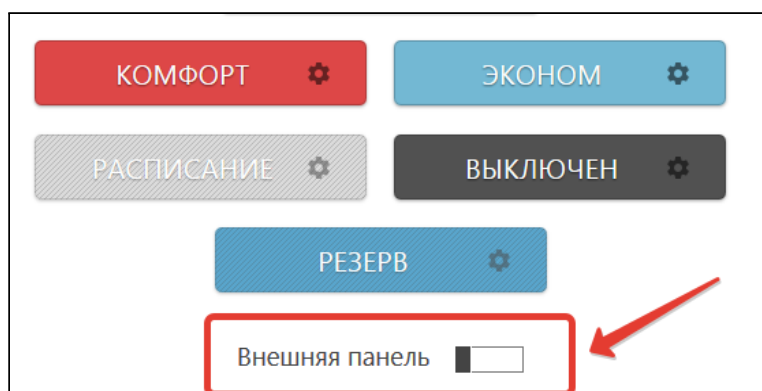 КОМФОРТ
ЭКОНОМ
РАСПИСАНИЕ
ВЫКЛЮЧЕН
РЕЗЕРВ
Внешняя панель